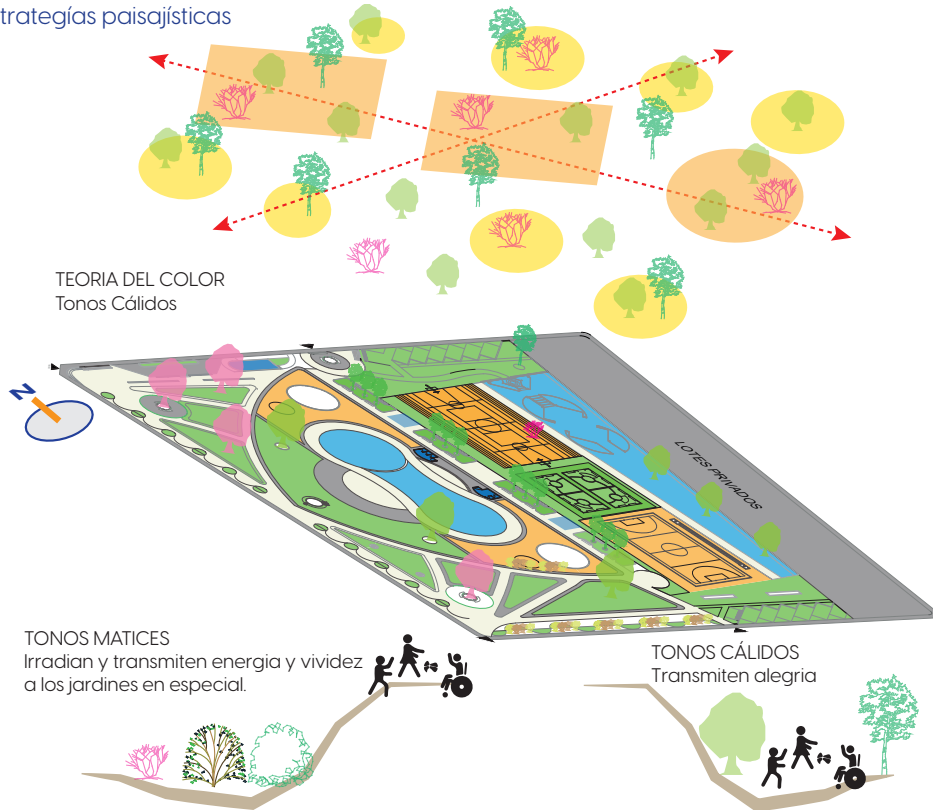 trategías paisajísticas
TEORIA DEL COLOR
Tonos Cálidos
N
LOTES PRIVADOS
TONOS MATICES
Irradian y transmiten energia y vividez
a los jardines en especial.
TONOS CÁLIDOS
Transmiten alegria